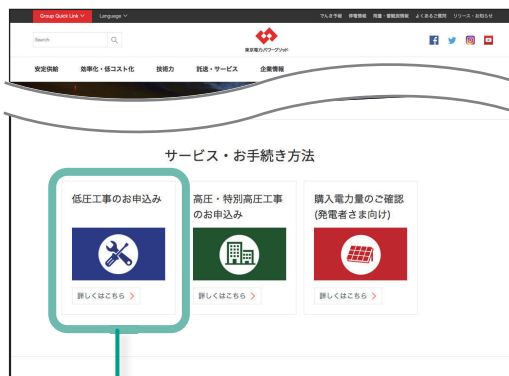 Group Quick Link Language でんき予報 停電情報 雨量・雷観測情報 よくあるご質問 リリース・お知らせ
Search
東京電力パワーグリッド
安定供給 効率化・低コスト化 技術力 託送・サービス 企業情報
サービス・お手続き方法
低圧工事のお申込み
高圧・特別高圧工事
のお申込み
購入電力量のご確認
(発電者さま向け)
詳しくはこちら 詳しくはこちら 詳しくはこちら